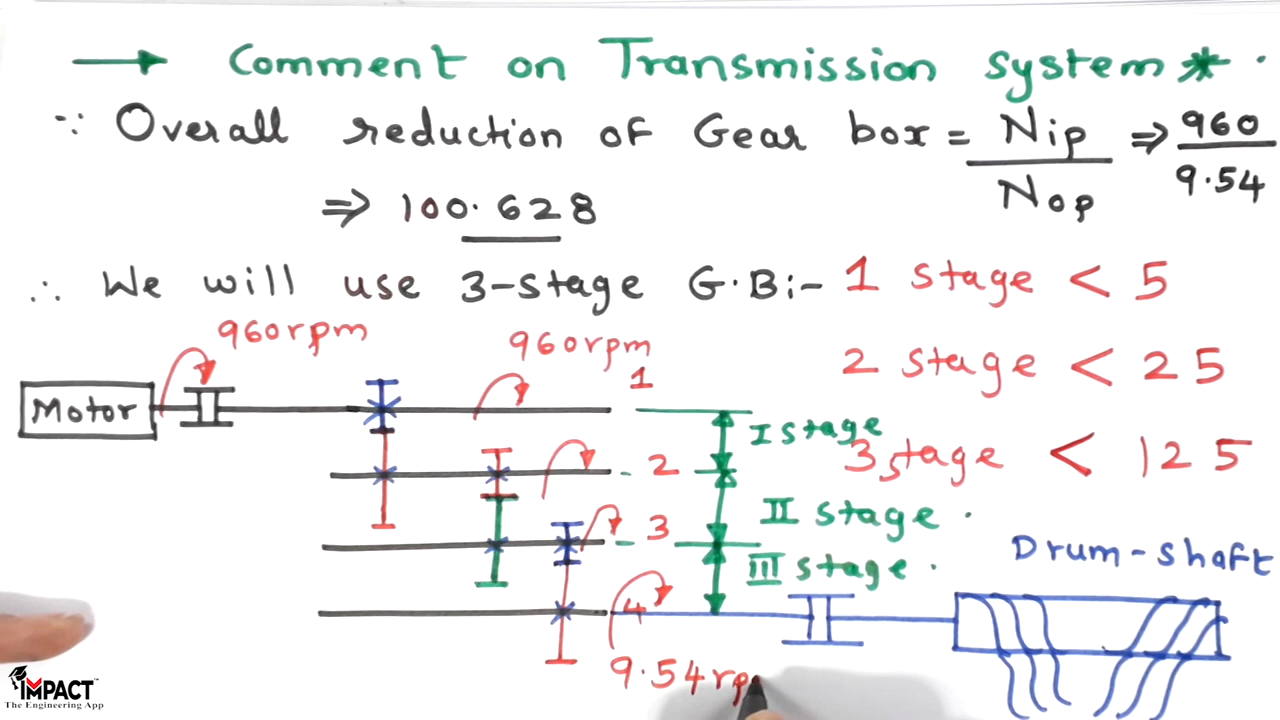 → Comment on Transmission system * .
∵ Overall reduction of Gear box = Nip / Nop ⇒ 960 / 9.54
⇒ 100.628
∴ We will use 3-stage G.B:- 1 stage < 5
960rpm
960rpm
2 stage < 25
1
Motor
I stage
3 stage < 125
2
II stage .
3
III stage .
Drum-shaft
4
9.54 rp
IMPACT
The Engineering App